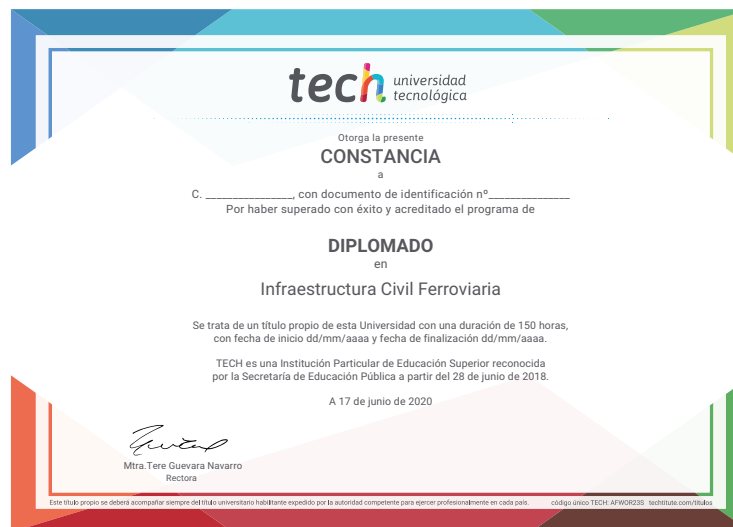 tech universidad
tecnológica
Otorga la presente
CONSTANCIA
a
C. ________________, con documento de identificación nº_______________
Por haber superado con éxito y acreditado el programa de
DIPLOMADO
en
Infraestructura Civil Ferroviaria
Se trata de un título propio de esta Universidad con una duración de 150 horas,
con fecha de inicio dd/mm/aaaa y fecha de finalización dd/mm/aaaa.
TECH es una Institución Particular de Educación Superior reconocida
por la Secretaría de Educación Pública a partir del 28 de junio de 2018.
A 17 de junio de 2020
Mtra.Tere Guevara Navarro
Rectora
Este título propio se deberá acompañar siempre del título universitario habilitante expedido por la autoridad competente para ejercer profesionalmente en cada país. código único TECH: AFWOR23S techtitute.com/titulos